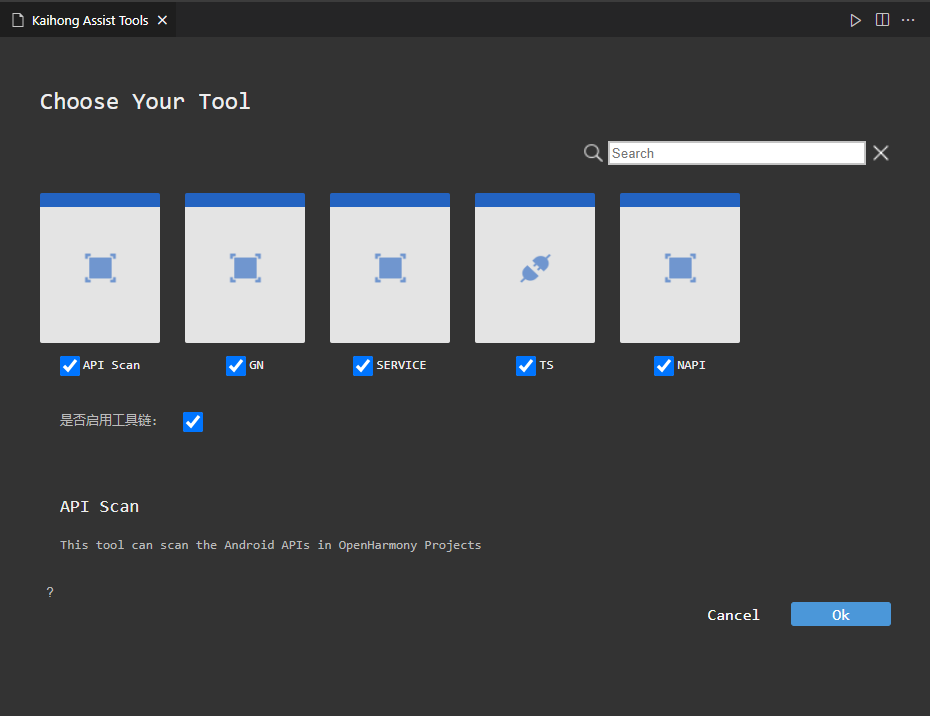 Kaihong Assist Tools
Choose Your Tool
Search
API Scan
GN
SERVICE
TS
NAPI
是否启用工具链:
API Scan
This tool can scan the Android APIs in OpenHarmony Projects
?
Cancel
Ok